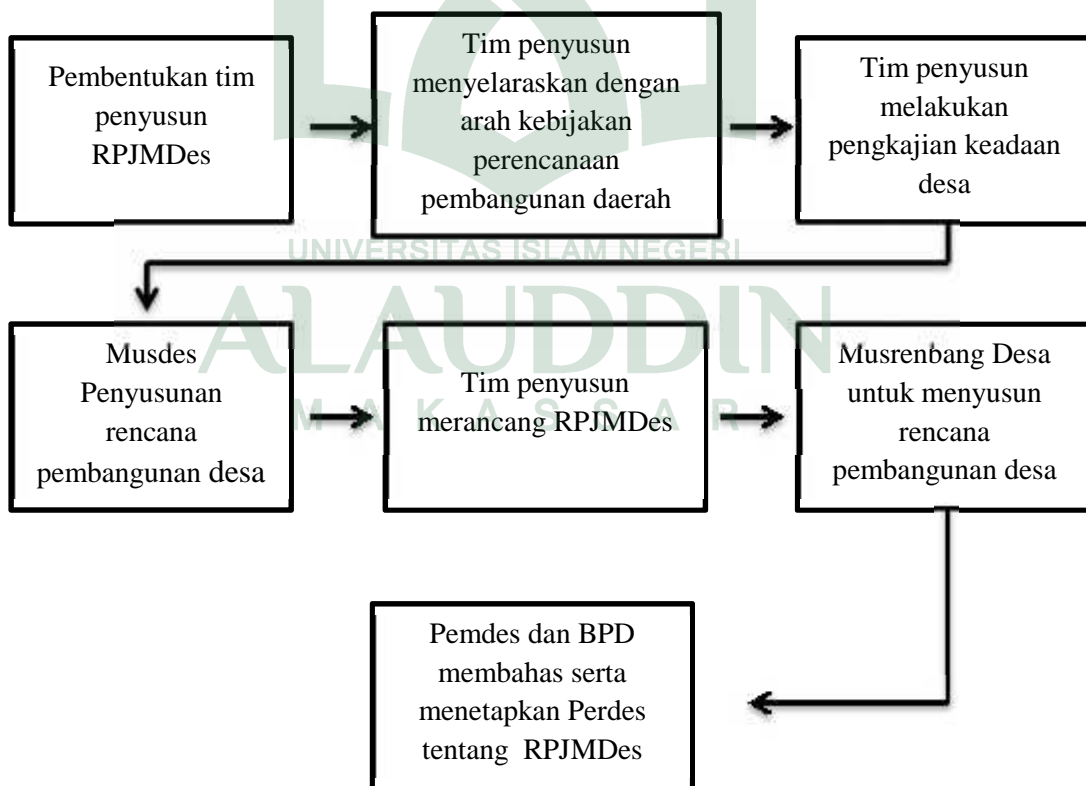 Pembentukan tim
penyusun
RPJMDes
Tim penyusun
menyelaraskan dengan
arah kebijakan
perencanaan
pembangunan daerah
Tim penyusun
melakukan
pengkajian keadaan
desa
UNIVERSITAS ISLAM NEGERI
ALAUDDIN
MAKASSAR
Musdes
Penyusunan
rencana
pembangunan desa
Tim penyusun
merancang RPJMDes
Musrenbang Desa
untuk menyusun
rencana
pembangunan desa
Pemdes dan BPD
membahas serta
menetapkan Perdes
tentang RPJMDes